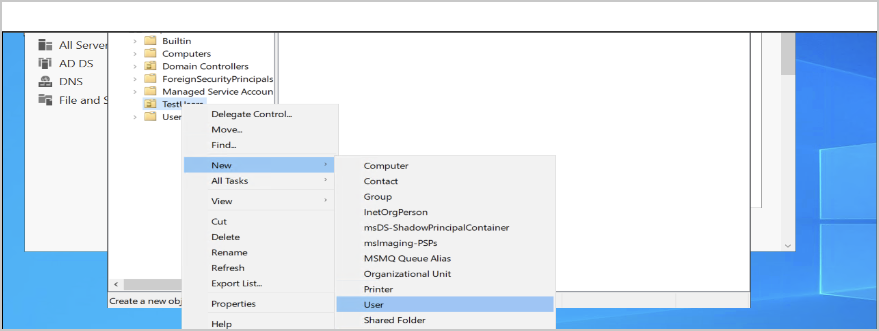 All Server
AD DS
DNS
File and S
Builtin
Computers
Domain Controllers
ForeignSecurityPrincipals
Managed Service Accoun
TestUsers
User
Delegate Control...
Move...
Find...
New
All Tasks
View
Cut
Delete
Rename
Refresh
Export List...
Properties
Help
Computer
Contact
Group
InetOrgPerson
msDS-ShadowPrincipalContainer
msImaging-PSPs
MSMQ Queue Alias
Organizational Unit
Printer
User
Shared Folder
Create a new obj